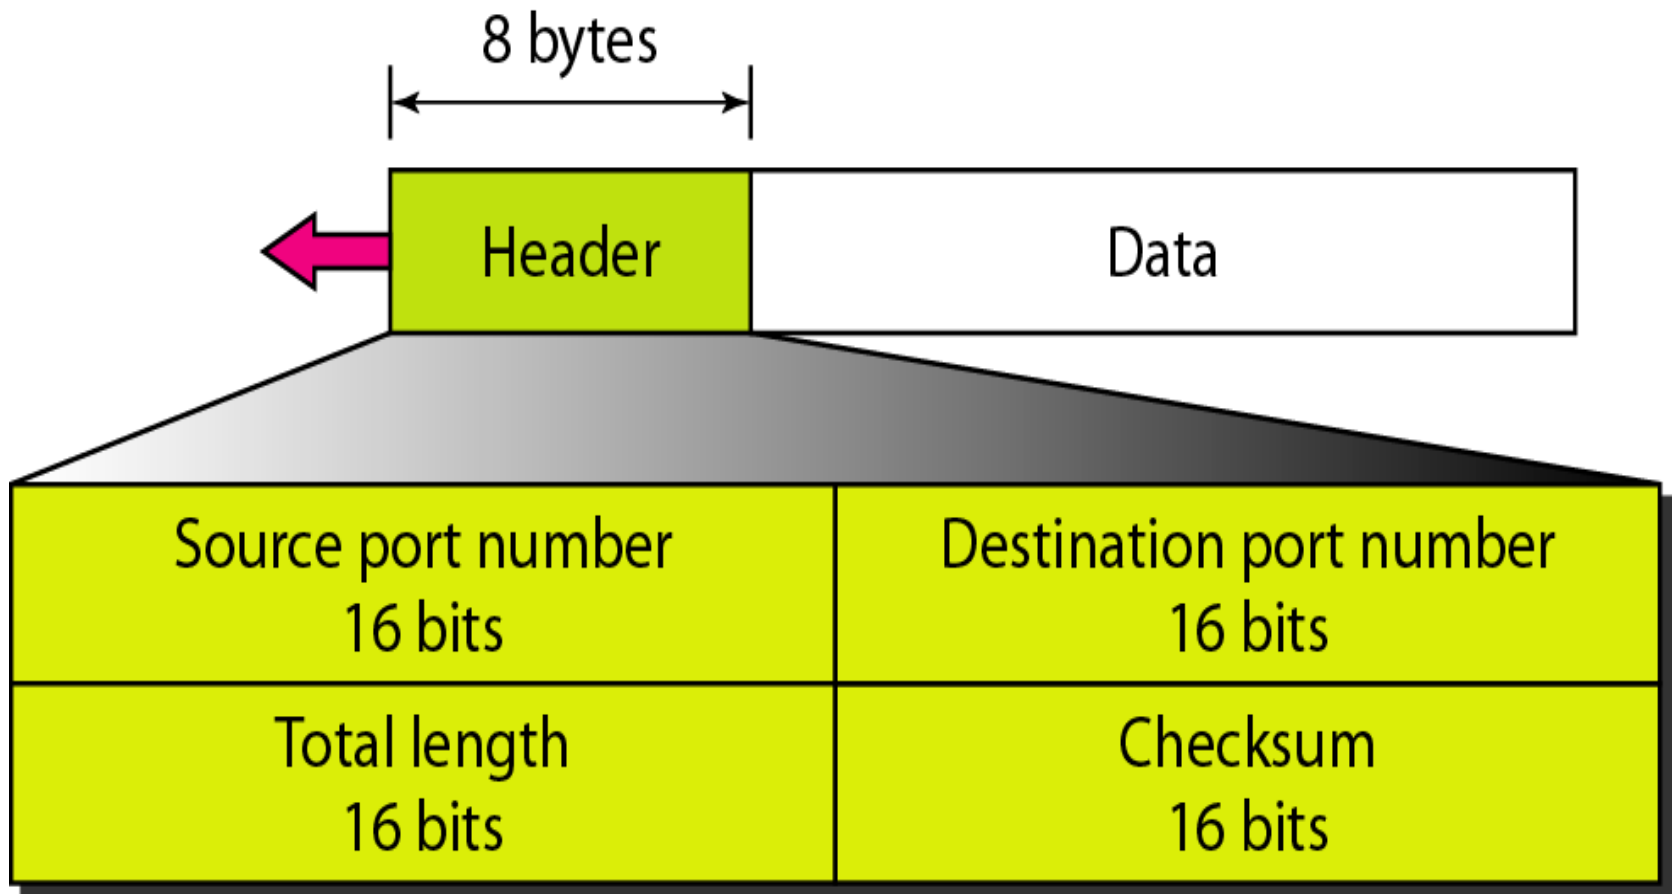 8 bytes
Header
Data
Source port number
16 bits
Destination port number
16 bits
Total length
16 bits
Checksum
16 bits